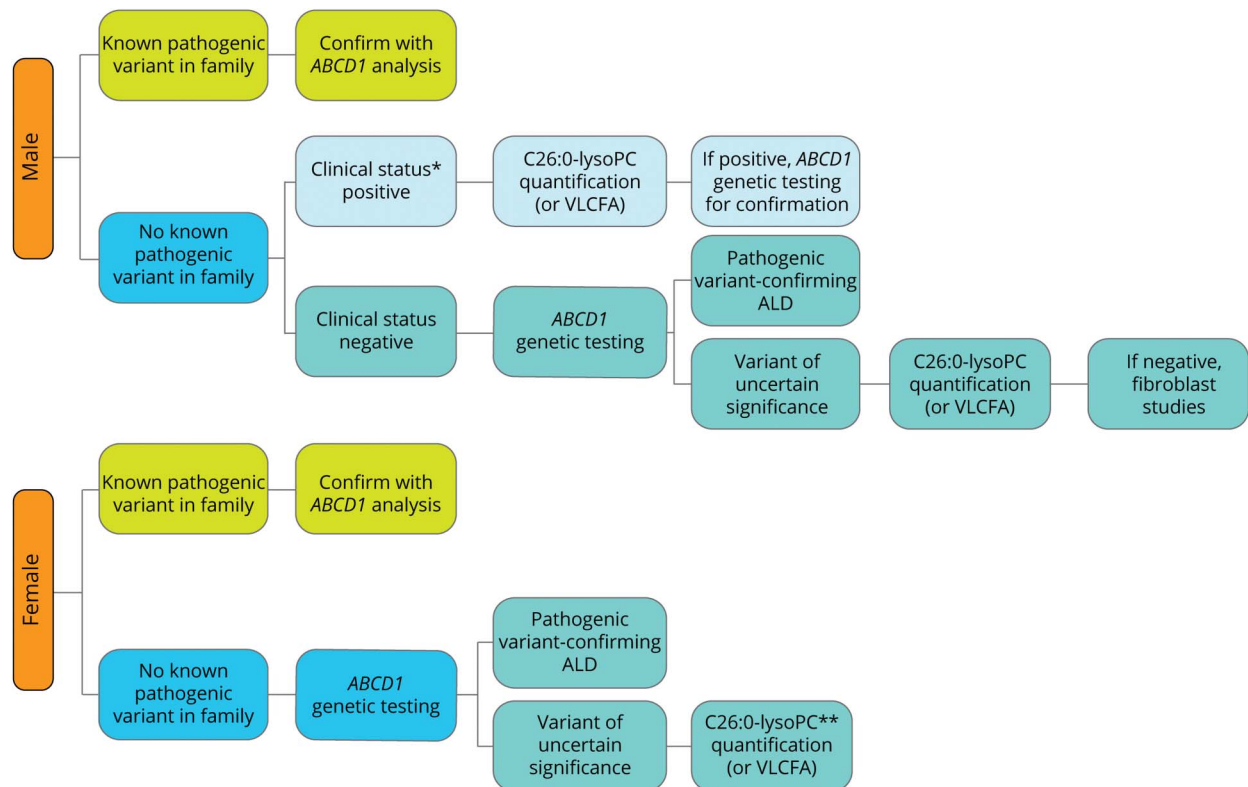 Male
Known pathogenic
variant in family
Confirm with
ABCD1 analysis
No known
pathogenic
variant in family
Clinical status*
positive
C26:0-lysoPC
quantification
(or VLCFA)
If positive, ABCD1
genetic testing
for confirmation
Clinical status
negative
ABCD1
genetic testing
Pathogenic
variant-confirming
ALD
Variant of
uncertain
significance
C26:0-lysoPC
quantification
(or VLCFA)
If negative,
fibroblast
studies
Female
Known pathogenic
variant in family
Confirm with
ABCD1 analysis
No known
pathogenic
variant in family
ABCD1
genetic testing
Pathogenic
variant-confirming
ALD
Variant of
uncertain
significance
C26:0-lysoPC**
quantification
(or VLCFA)